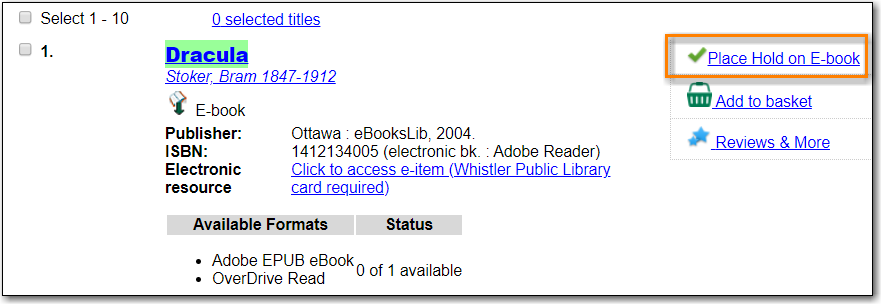 Select 1 - 10
0 selected titles
1.
Dracula
Stoker, Bram 1847-1912
E-book
Publisher: Ottawa : eBooksLib, 2004.
ISBN: 1412134005 (electronic bk. : Adobe Reader)
Electronic resource Click to access e-item (Whistler Public Library card required)
Available Formats Status
• Adobe EPUB eBook
• OverDrive Read
0 of 1 available
Place Hold on E-book
Add to basket
Reviews & More